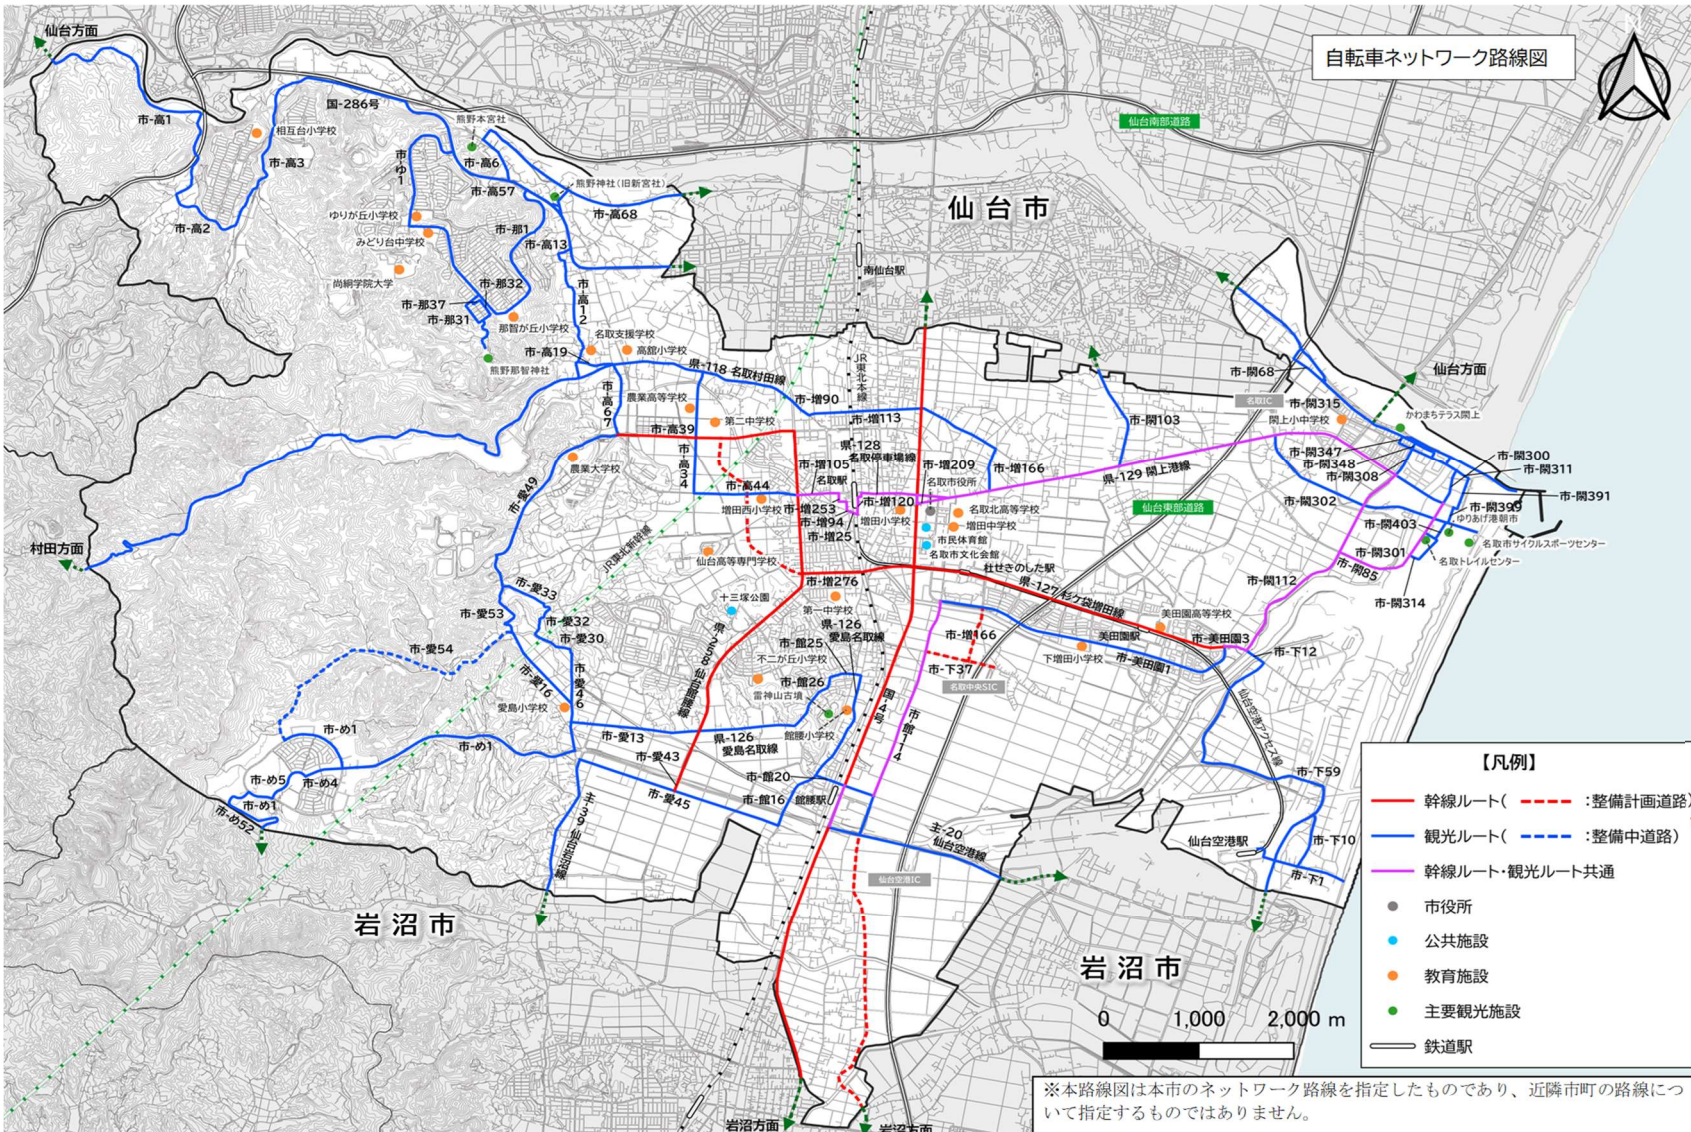 自転車ネットワーク路線図
N
仙台方面
市-高1
国-286号
相互台小学校
市-高3
市-高2
熊野本宮社
市-高6
市-高57
市-ゆ1
ゆりが丘小学校
みどり台中学校
尚絅学院大学
市-那1
市-高13
熊野神社(旧新宮社)
市-高68
市-那32
市-那37
市-那31
那智が丘小学校
熊野那智神社
市-高12
市-高19
名取支援学校
高舘小学校
仙台南部道路
仙台市
南仙台駅
JR東北本線
県-118 名取村田線
市-高67
農業高等学校
第二中学校
市-高39
市-高34
市-高44
増田西小学校
農業大学校
市-愛49
市-増90
市-増113
県-128
名取停車場線
市-増105
名取駅
市-増209
名取市役所
市-増166
市-増120
市-増253
市-増94
市-増25
増田小学校
名取北高等学校
増田中学校
市民体育館
名取市文化会館
市-閖103
県-129 閖上港線
仙台東部道路
名取IC
市-閖68
仙台方面
市-閖315
閖上小中学校
かわまちテラス閖上
市-閖347
市-閖348
市-閖308
市-閖300
市-閖311
市-閖391
市-閖302
市-閖399
市-閖403
ゆりあげ港朝市
名取市サイクルスポーツセンター
名取トレイルセンター
市-閖301
市-閖85
市-閖112
市-閖314
村田方面
JR東北新幹線
仙台高等専門学校
十三塚公園
市-増276
第一中学校
県-126
愛島名取線
県-258 仙台館腰線
市-館25
不二が丘小学校
市-館26
雷神山古墳
館腰小学校
杜せきのした駅
県-127 杉ケ袋増田線
美田園高等学校
美田園駅
市-美田園3
市-増166
下増田小学校
市-美田園1
市-下37
名取中央SIC
市-下12
仙台空港アクセス線
国-4号
市-館114
市-愛33
市-愛53
市-愛32
市-愛30
市-愛54
市-愛16
市-愛46
愛島小学校
市-め1
市-め1
市-め5
市-め4
市-め1
市-め52
市-愛13
県-126
愛島名取線
市-愛43
市-愛45
市-館20
市-館16
館腰駅
主-39 仙台岩沼線
主-20
仙台空港線
仙台空港IC
市-下59
仙台空港駅
市-下10
市-下1
岩沼市
岩沼市
岩沼方面
岩沼方面
0 1,000 2,000 m
【凡例】
幹線ルート( :整備計画道路)
観光ルート( :整備中道路)
幹線ルート・観光ルート共通
市役所
公共施設
教育施設
主要観光施設
鉄道駅
※本路線図は本市のネットワーク路線を指定したものであり、近隣市町の路線につ
いて指定するものではありません。